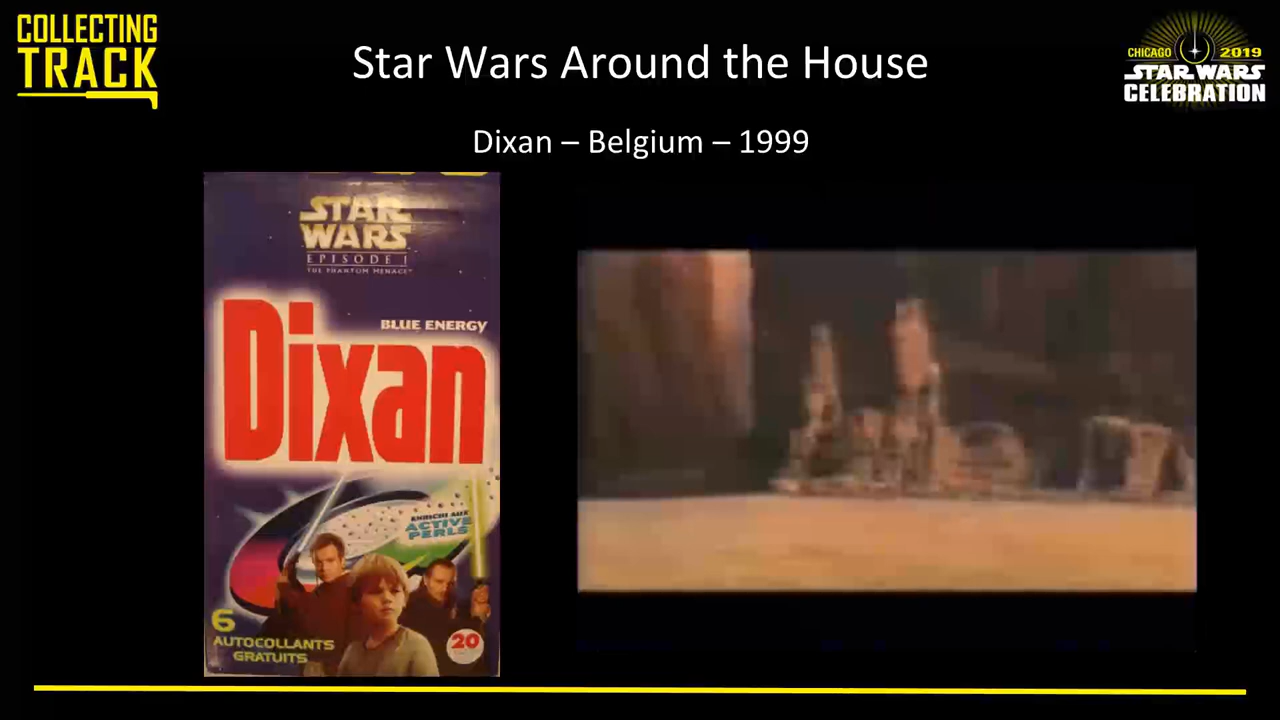 COLLECTING
TRACK
Star Wars Around the House
CHICAGO 2019
STAR WARS
CELEBRATION
Dixan – Belgium – 1999
STAR
WARS
EPISODE I
THE PHANTOM MENACE™
BLUE ENERGY
Dixan
ENRICHI AUX
ACTIVE
PERLS
6
AUTOCOLLANTS
GRATUITS
20